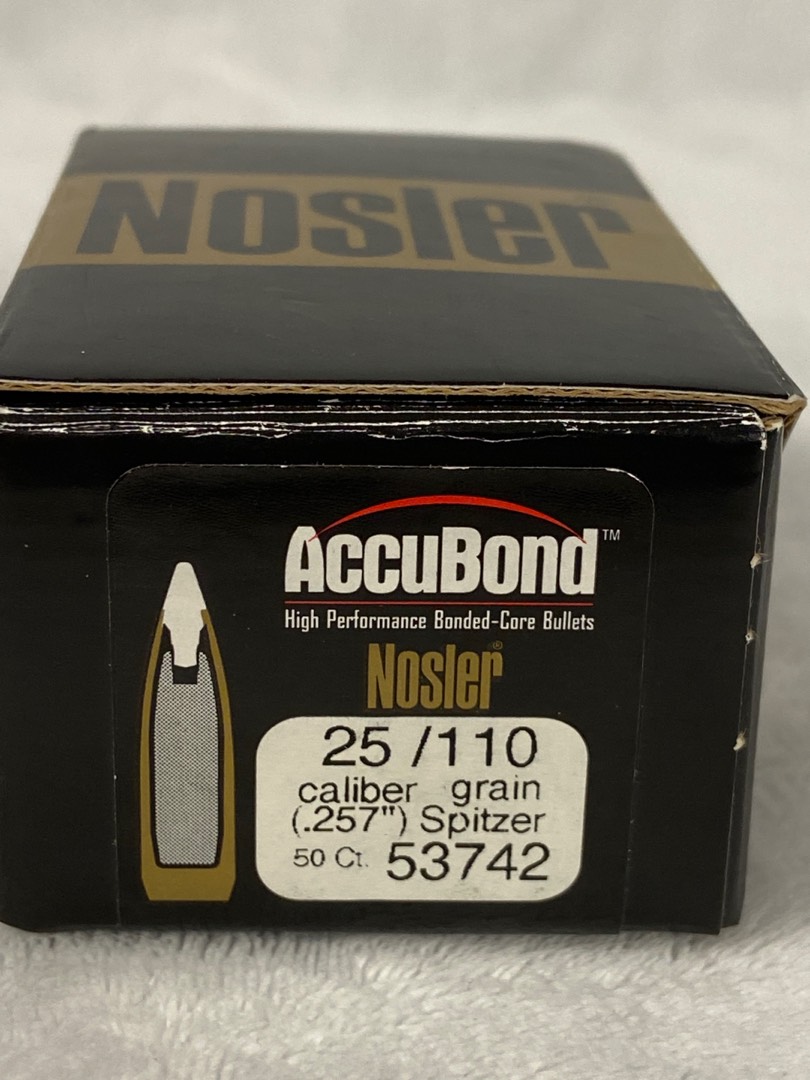 Nosler
AccuBond™
High Performance Bonded-Core Bullets
Nosler®
25 /110
caliber grain
(.257") Spitzer
50 Ct. 53742